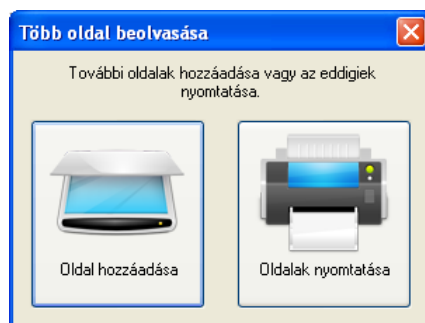 Több oldal beolvasása
További oldalak hozzáadása vagy az eddigiek
nyomtatása.
Oldal hozzáadása
Oldalak nyomtatása